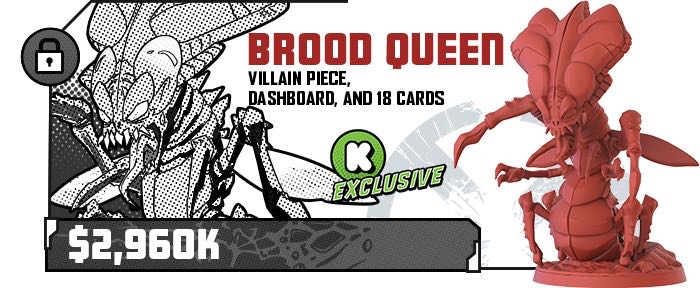 BROOD QUEEN
VILLAIN PIECE,
DASHBOARD, AND 18 CARDS
K
EXCLUSIVE
$2,960K